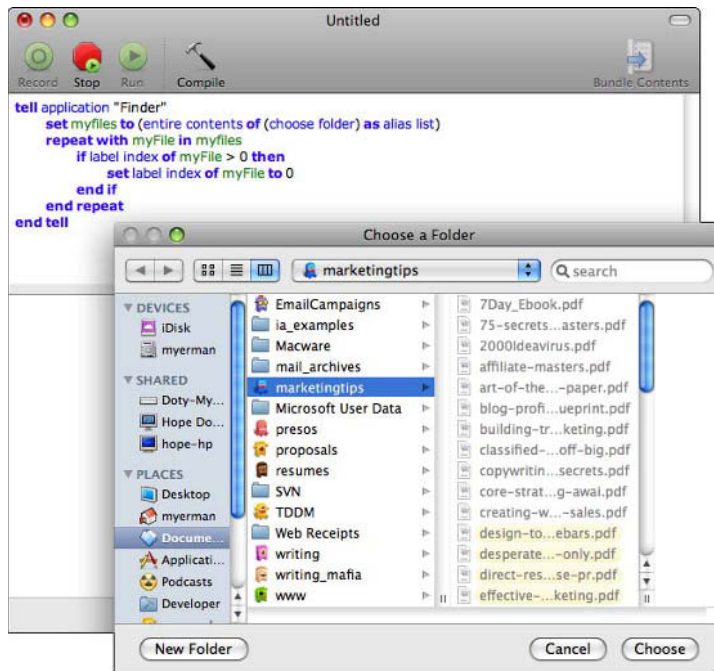 Untitled
Record Stop Run Compile Bundle Contents
tell application "Finder"
set myfiles to (entire contents of (choose folder) as alias list)
repeat with myFile in myfiles
if label index of myFile > 0 then
set label index of myFile to 0
end if
end repeat
end tell
Choose a Folder
marketingtips
search
DEVICES
iDisk
myerman
SHARED
Doty-My...
Hope Do...
hope-hp
PLACES
Desktop
myerman
Docume...
Applicati...
Podcasts
Developer
EmailCampaigns
ia_examples
Macware
mail_archives
marketingtips
Microsoft User Data
presos
proposals
resumes
SVN
TDDM
Web Receipts
writing
writing_mafia
www
7Day_Ebook.pdf
75-secrets...asters.pdf
2000Ideavirus.pdf
affiliate-masters.pdf
art-of-the...-paper.pdf
blog-profi...ueprint.pdf
building-tr...keting.pdf
classified-...off-big.pdf
copywritin...secrets.pdf
core-strat...g-awai.pdf
creating-w...-sales.pdf
design-to...ebars.pdf
desperate...-only.pdf
direct-res...se-pr.pdf
effective-...keting.pdf
New Folder Cancel Choose